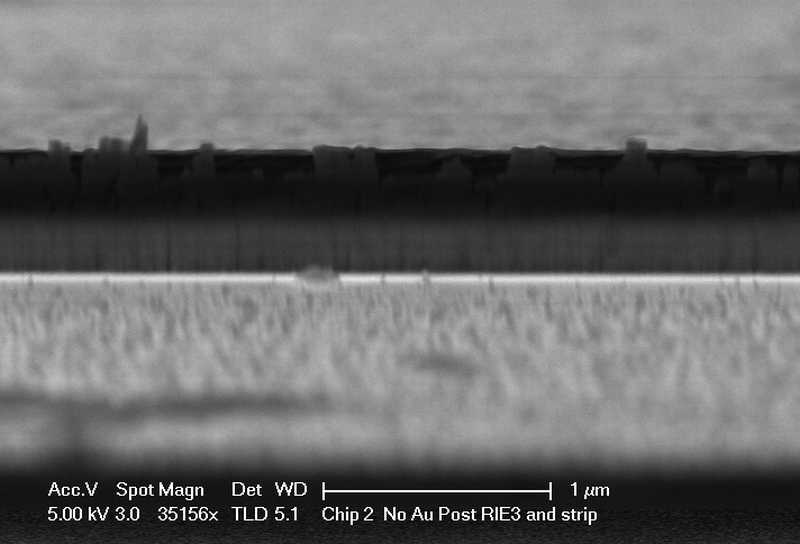 Acc.V Spot Magn Det WD 1 µm
5.00 kV 3.0 35156x TLD 5.1 Chip 2 No Au Post RIE3 and strip